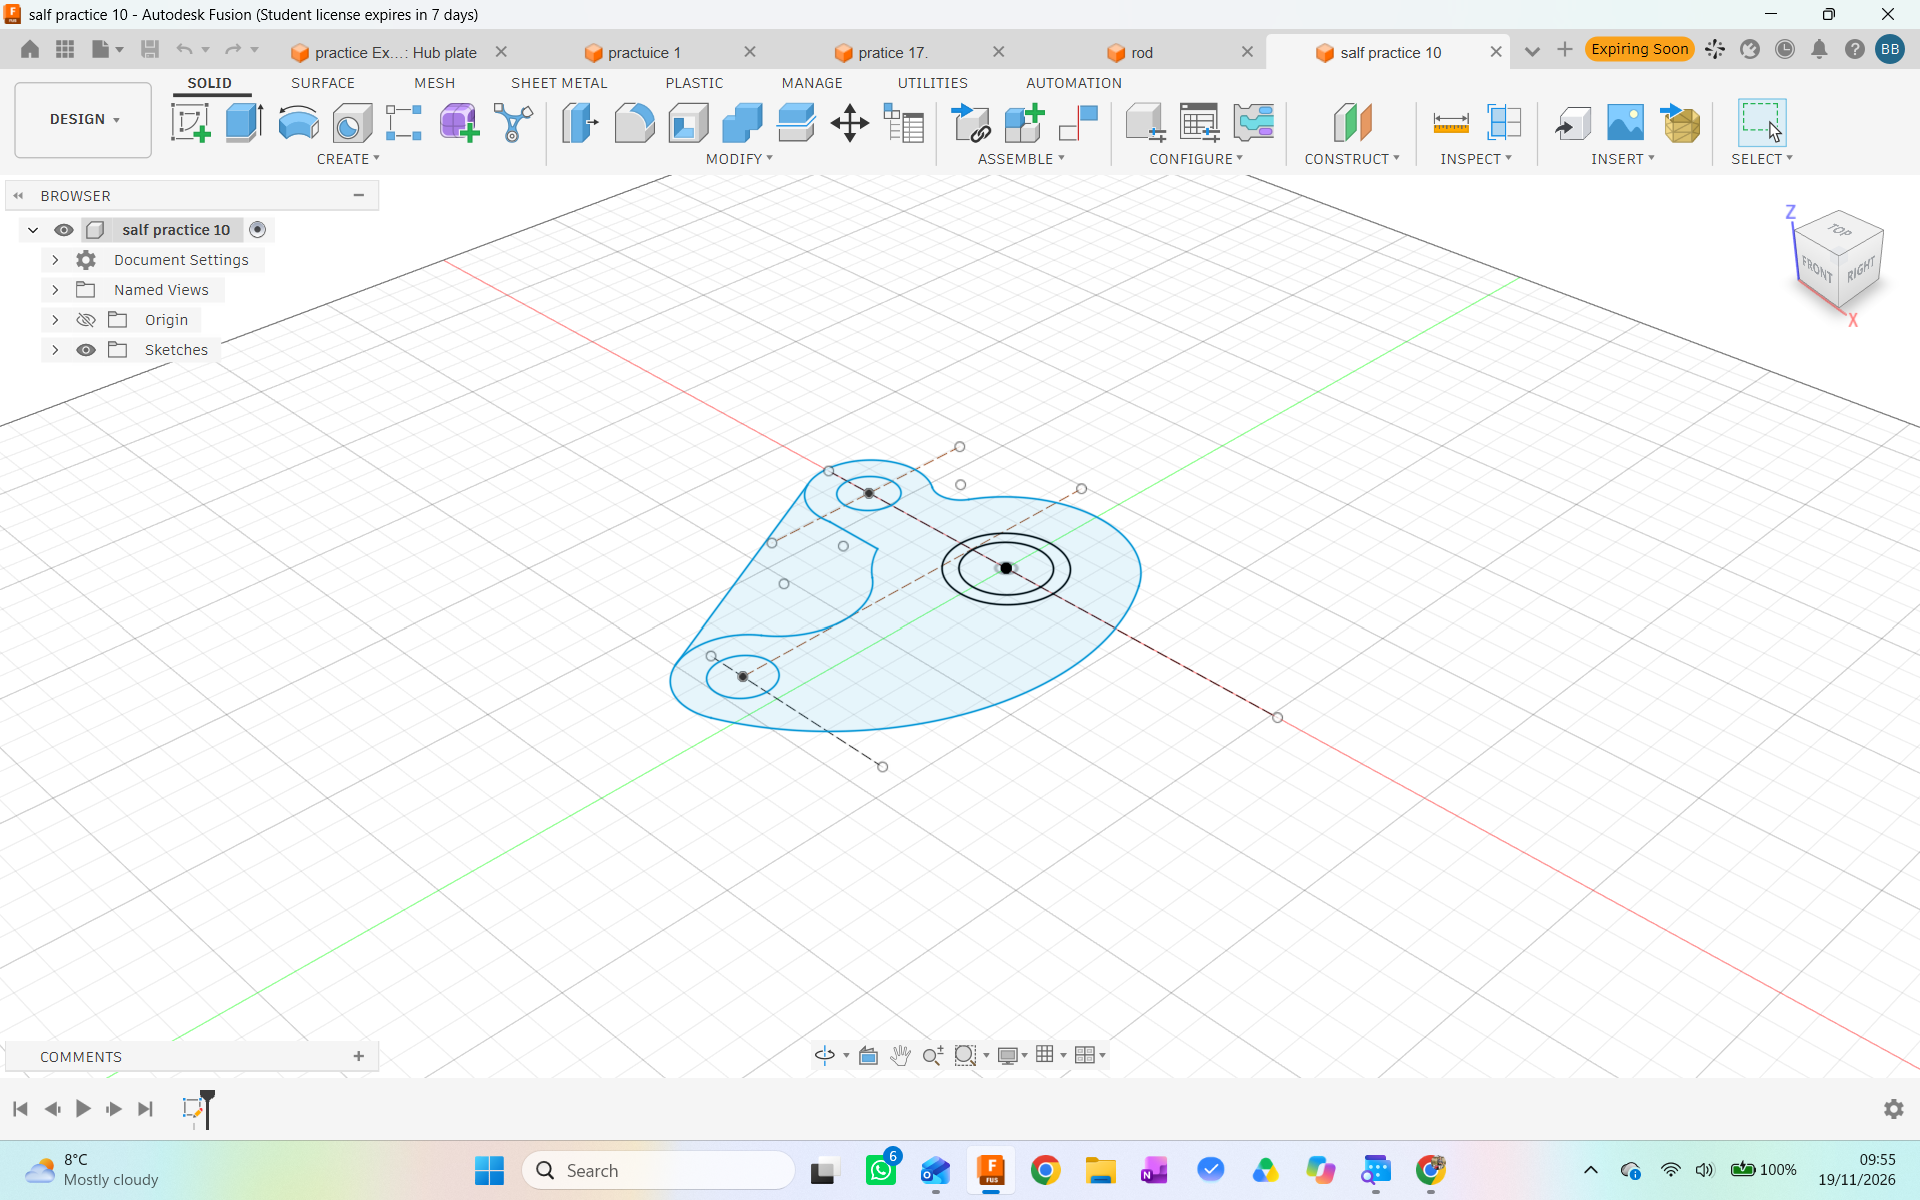 salf practice 10 - Autodesk Fusion (Student license expires in 7 days)
practice Ex...: Hub plate
practuice 1
pratice 17.
rod
salf practice 10
Expiring Soon
BB
SOLID
SURFACE
MESH
SHEET METAL
PLASTIC
MANAGE
UTILITIES
AUTOMATION
DESIGN
CREATE
MODIFY
ASSEMBLE
CONFIGURE
CONSTRUCT
INSPECT
INSERT
SELECT
BROWSER
salf practice 10
Document Settings
Named Views
Origin
Sketches
Z
TOP
FRONT
RIGHT
X
COMMENTS
8°C
Mostly cloudy
Search
6
F
FUS
100%
09:55
19/11/2026